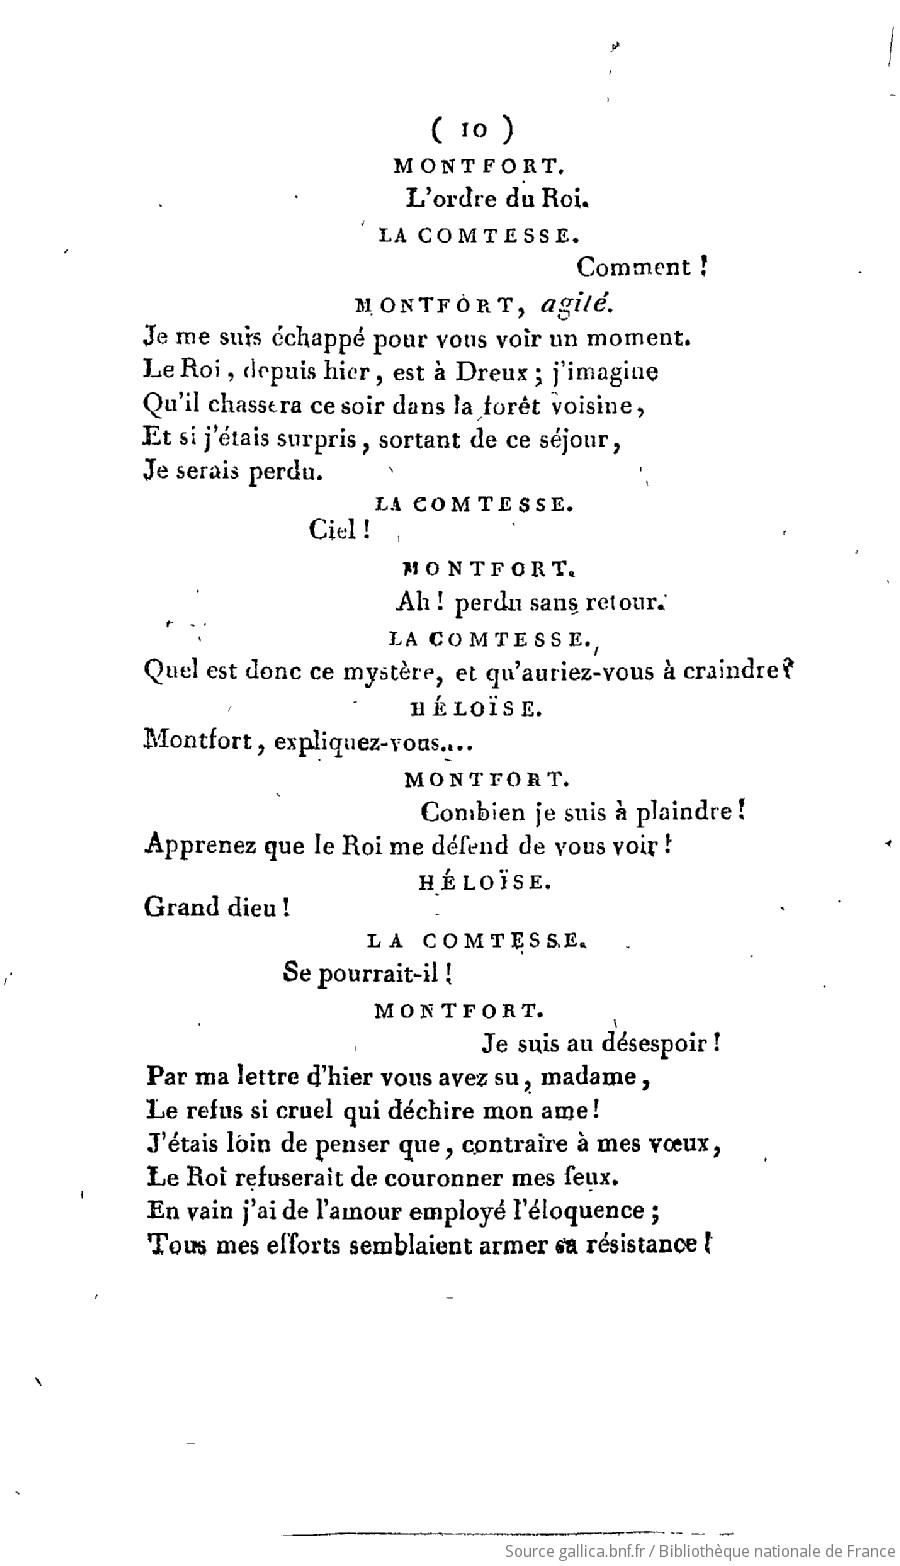 ( 10 )
MONTFORT.
L'ordre du Roi.
LA COMTESSE.
Comment !
MONTFORT, agité.
Je me suis échappé pour vous voir un moment.
Le Roi, depuis hier, est à Dreux ; j'imagine
Qu'il chassera ce soir dans la forêt voisine,
Et si j'étais surpris, sortant de ce séjour,
Je serais perdu.
LA COMTESSE.
Ciel !
MONTFORT.
Ah ! perdu sans retour.
LA COMTESSE.
Quel est donc ce mystère, et qu'auriez-vous à craindre ?
HÉLOÏSE.
Montfort, expliquez-vous....
MONTFORT.
Combien je suis à plaindre !
Apprenez que le Roi me défend de vous voir !
HÉLOÏSE.
Grand dieu !
LA COMTESSE.
Se pourrait-il !
MONTFORT.
Je suis au désespoir !
Par ma lettre d'hier vous avez su, madame,
Le refus si cruel qui déchire mon ame !
J'étais loin de penser que, contraire à mes vœux,
Le Roi refuserait de couronner mes feux.
En vain j'ai de l'amour employé l'éloquence ;
Tous mes efforts semblaient armer sa résistance !
Source gallica.bnf.fr / Bibliothèque nationale de France